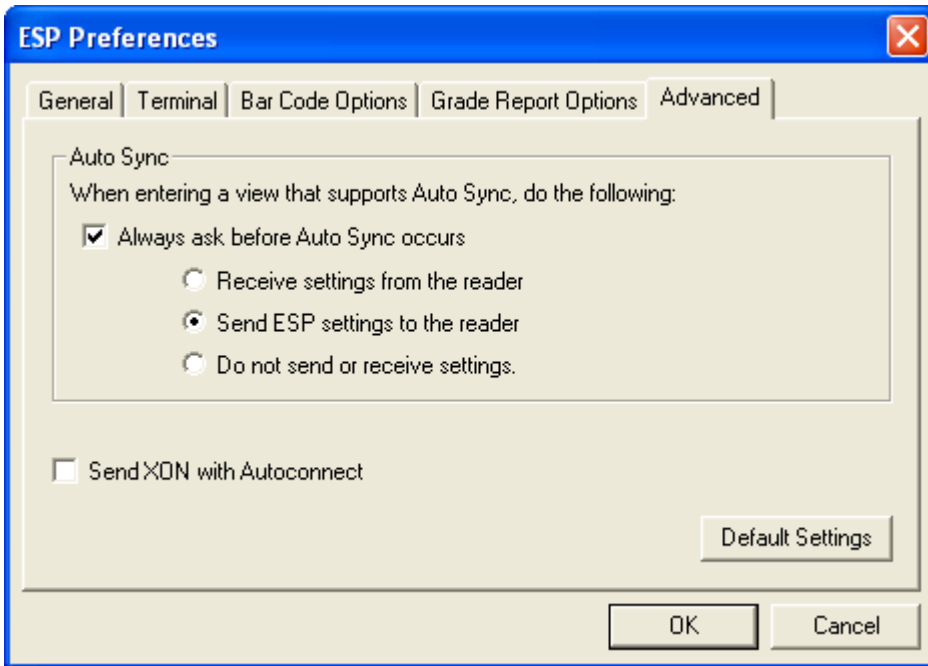 ESP Preferences
General Terminal Bar Code Options Grade Report Options Advanced
Auto Sync
When entering a view that supports Auto Sync, do the following:
Always ask before Auto Sync occurs
Receive settings from the reader
Send ESP settings to the reader
Do not send or receive settings.
Send XON with Autoconnect
Default Settings
OK Cancel